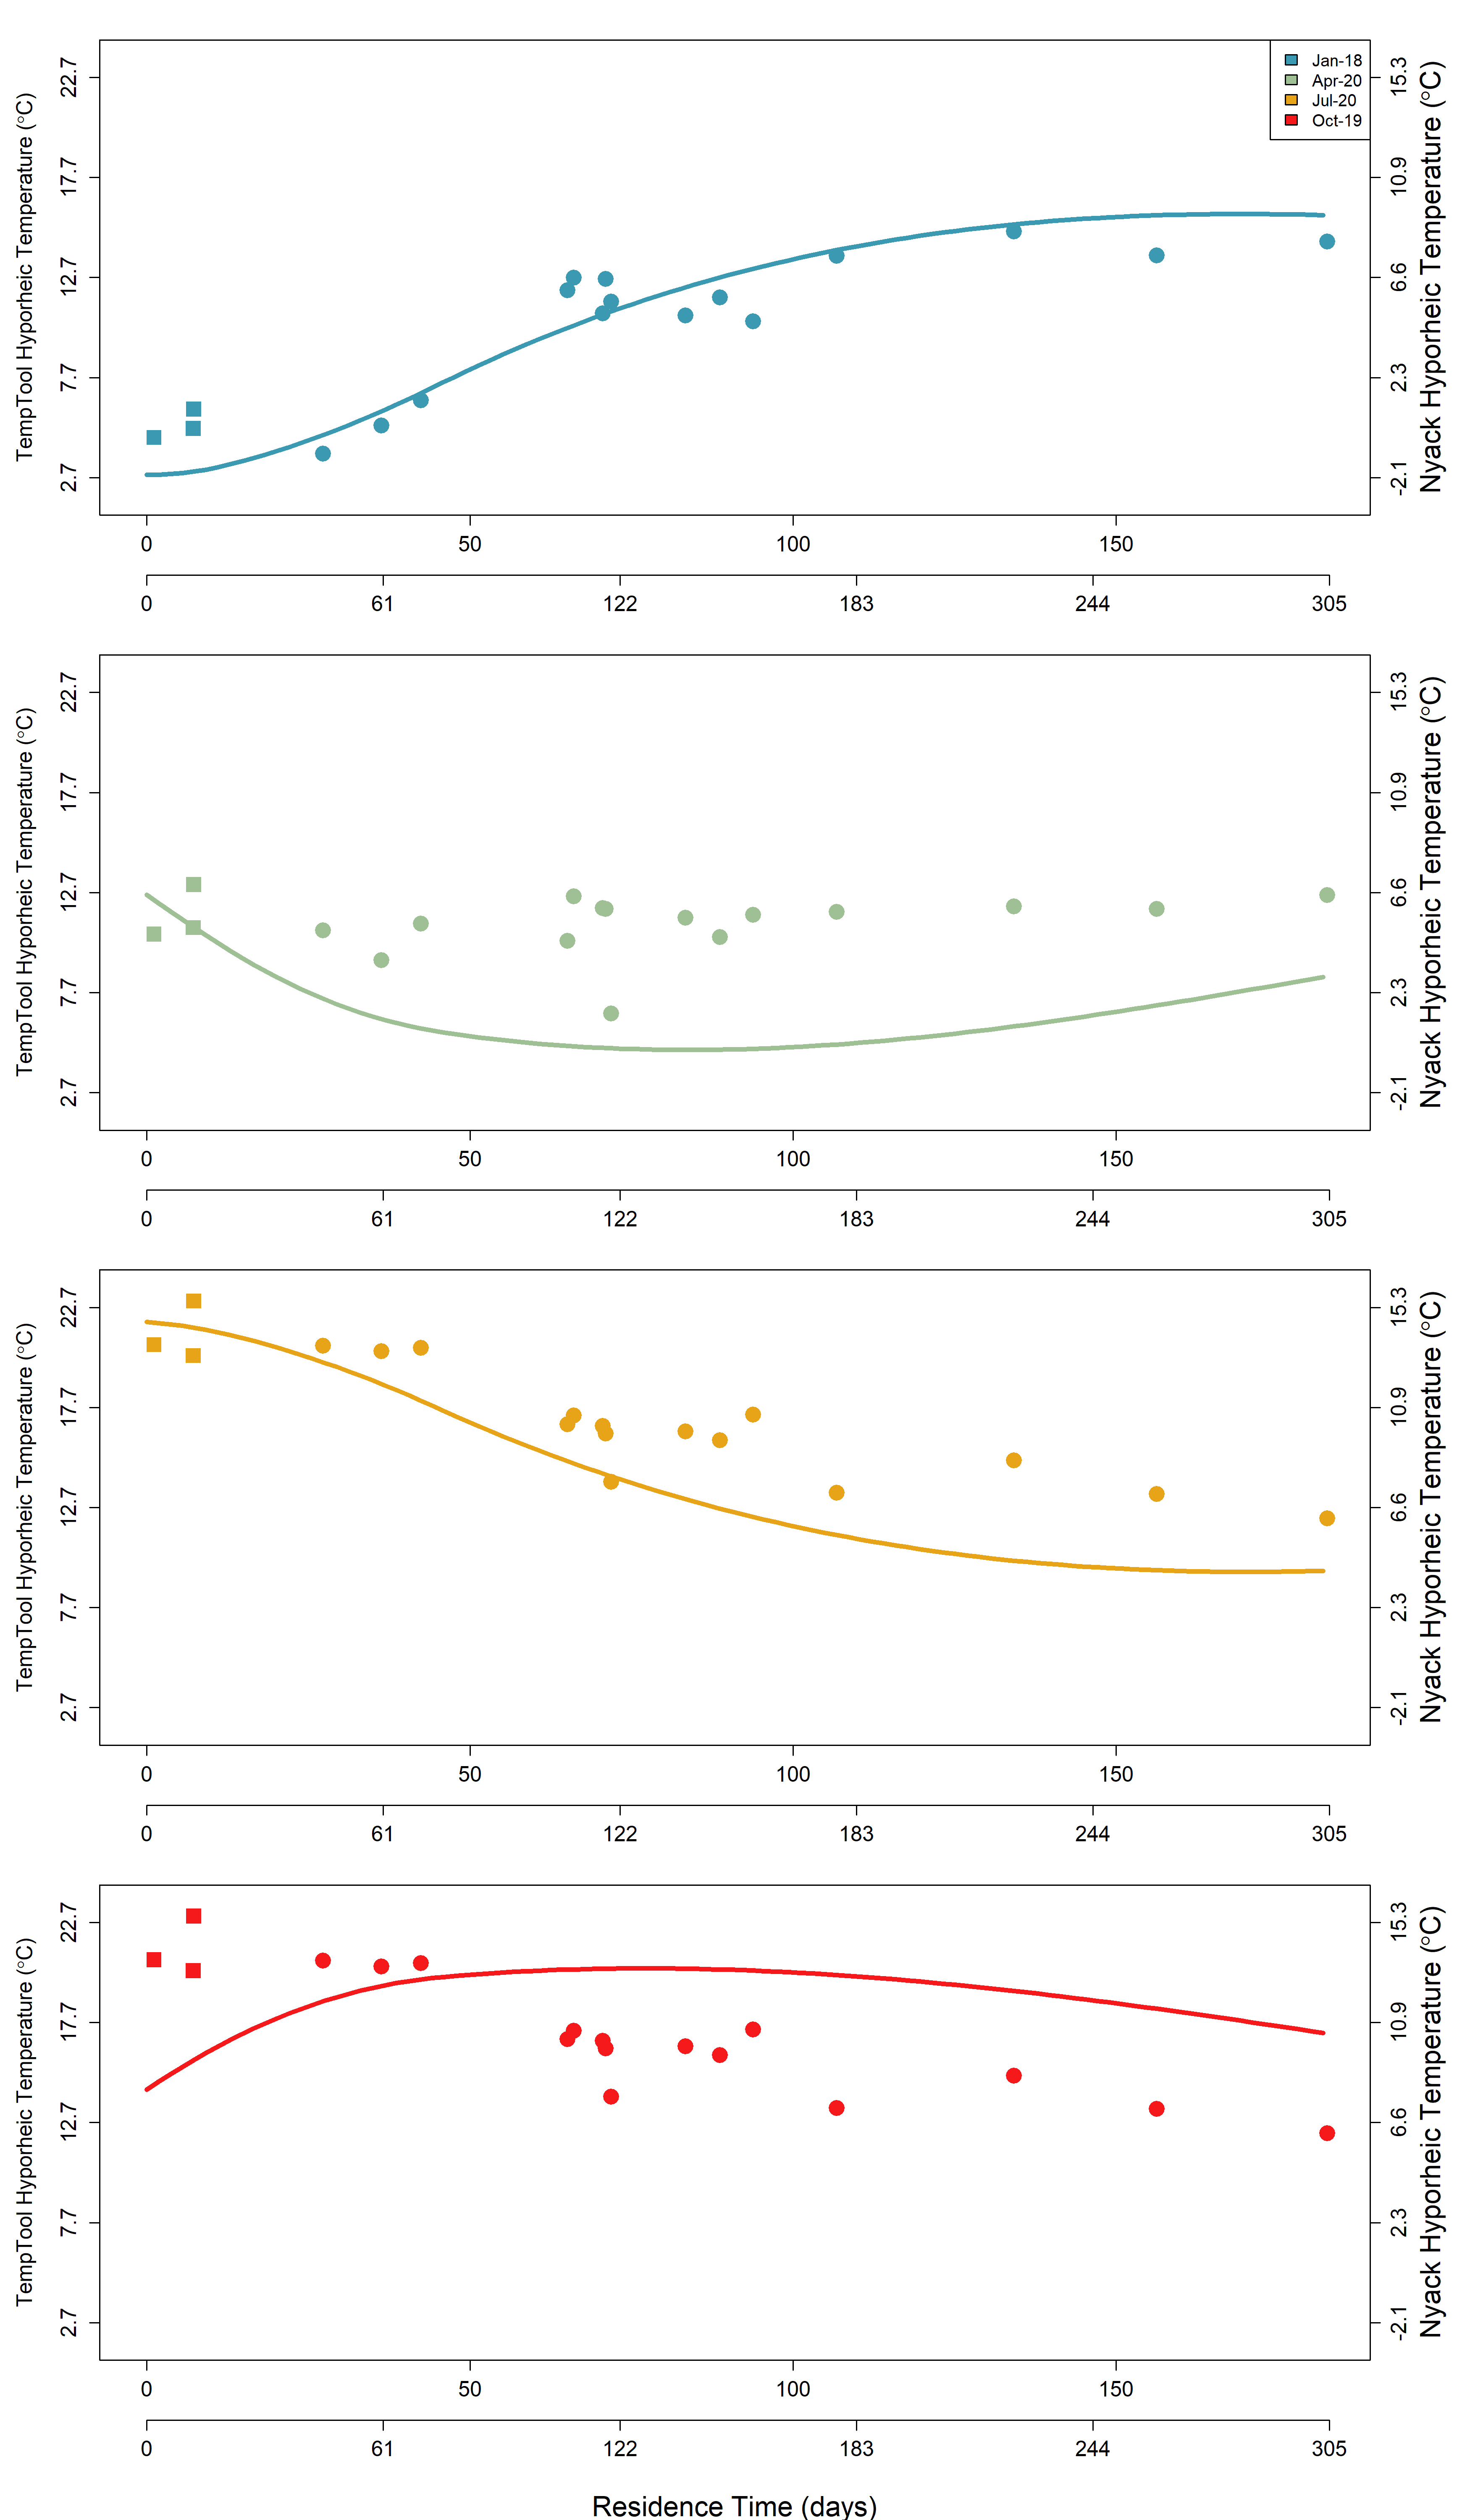 Jan-18
Apr-20
Jul-20
Oct-19
TempTool Hyporheic Temperature (°C)
2.7 7.7 12.7 17.7 22.7
-2.1 2.3 6.6 10.9 15.3
Nyack Hyporheic Temperature (°C)
0 50 100 150
0 61 122 183 244 305
TempTool Hyporheic Temperature (°C)
2.7 7.7 12.7 17.7 22.7
-2.1 2.3 6.6 10.9 15.3
Nyack Hyporheic Temperature (°C)
0 50 100 150
0 61 122 183 244 305
TempTool Hyporheic Temperature (°C)
2.7 7.7 12.7 17.7 22.7
-2.1 2.3 6.6 10.9 15.3
Nyack Hyporheic Temperature (°C)
0 50 100 150
0 61 122 183 244 305
TempTool Hyporheic Temperature (°C)
2.7 7.7 12.7 17.7 22.7
-2.1 2.3 6.6 10.9 15.3
Nyack Hyporheic Temperature (°C)
0 50 100 150
0 61 122 183 244 305
Residence Time (days)